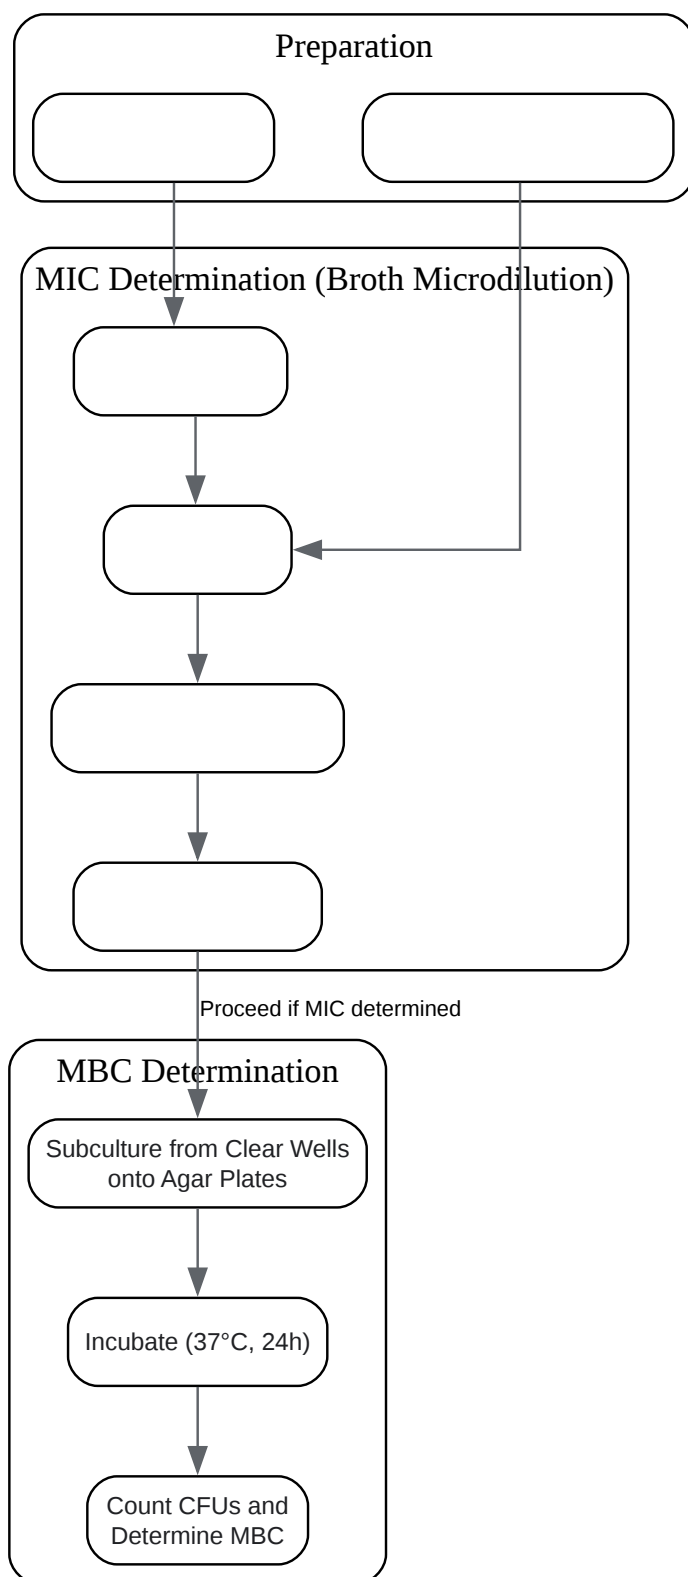 Preparation
MIC Determination (Broth Microdilution)
Proceed if MIC determined
MBC Determination
Subculture from Clear Wells
onto Agar Plates
Incubate (37°C, 24h)
Count CFUs and
Determine MBC